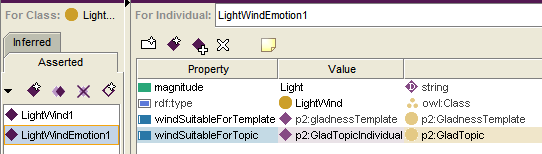 For Class: Light...
For Individual: LightWindEmotion1
Inferred
Asserted
LightWind1
LightWindEmotion1
Property Value
magnitude Light D string
rdf:type LightWind owl:Class
windSuitableForTemplate p2:gladnessTemplate p2:gladnessTemplate
windSuitableForTopic p2:GladTopicIndividual p2:GladTopic